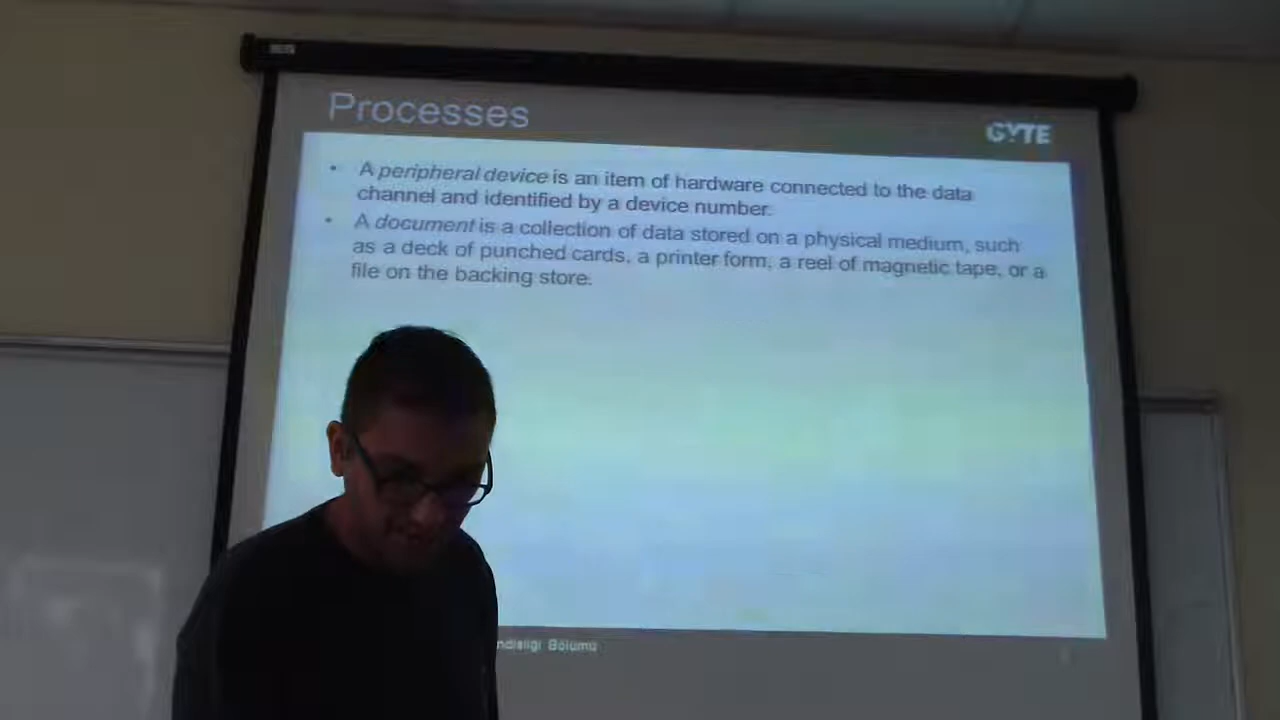 Processes
GYTE
• A peripheral device is an item of hardware connected to the data
channel and identified by a device number.
• A document is a collection of data stored on a physical medium, such
as a deck of punched cards, a printer form, a reel of magnetic tape, or a
file on the backing store.
ndisligi Bölümü